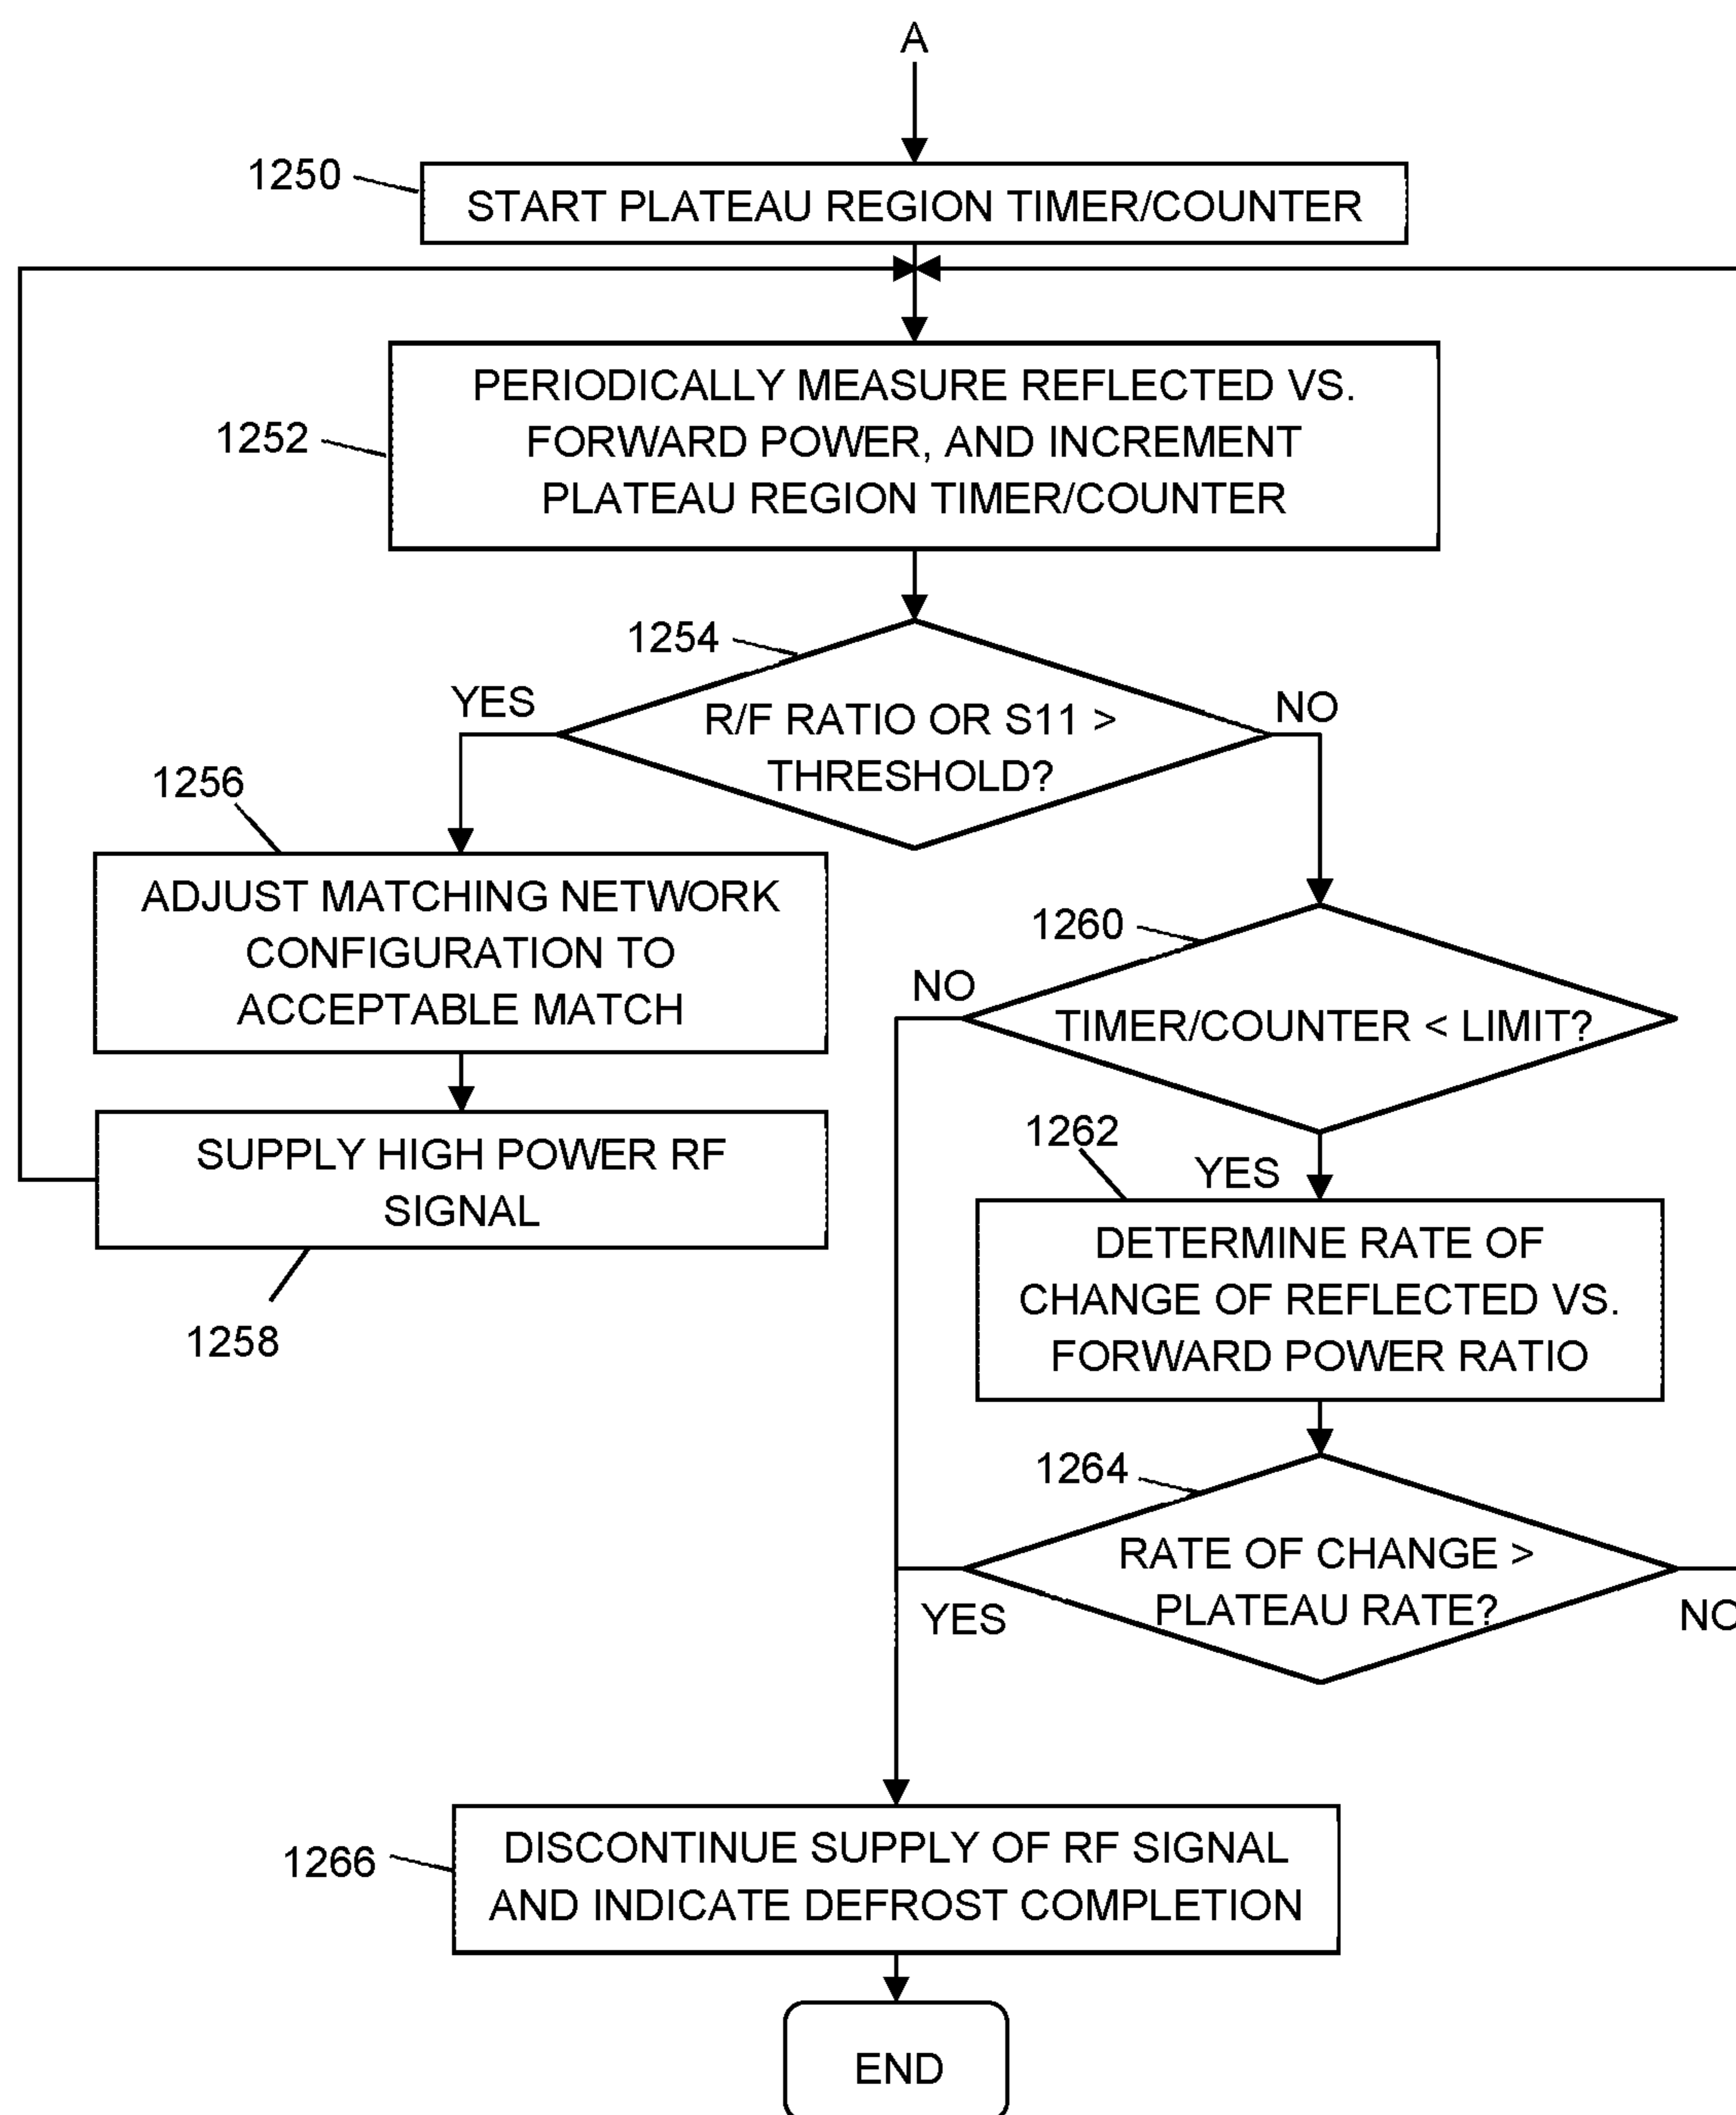 A
1250
START PLATEAU REGION TIMER/COUNTER
PERIODICALLY MEASURE REFLECTED VS.
FORWARD POWER, AND INCREMENT
PLATEAU REGION TIMER/COUNTER
1252
1254
YES
R/F RATIO OR S11 >
THRESHOLD?
NO
1256
ADJUST MATCHING NETWORK
CONFIGURATION TO
ACCEPTABLE MATCH
1260
NO
TIMER/COUNTER < LIMIT?
SUPPLY HIGH POWER RF
SIGNAL
1258
1262
YES
DETERMINE RATE OF
CHANGE OF REFLECTED VS.
FORWARD POWER RATIO
1264
RATE OF CHANGE >
PLATEAU RATE?
YES
NO
1266
DISCONTINUE SUPPLY OF RF SIGNAL
AND INDICATE DEFROST COMPLETION
END